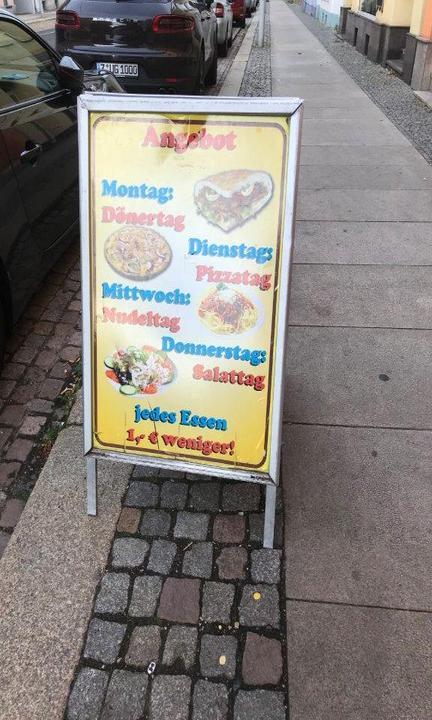 Angebot
Montag:
Dönertag
Dienstag:
Pizzatag
Mittwoch:
Nudeltag
Donnerstag:
Salattag
jedes Essen
1,- € weniger!